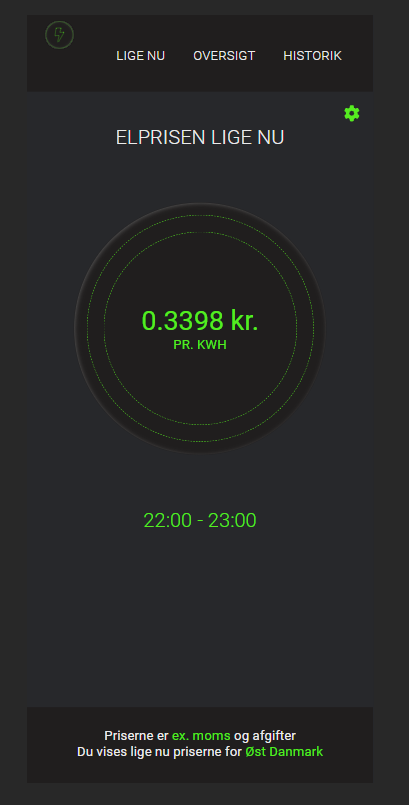 LIGE NU OVERSIGT HISTORIK
ELPRISEN LIGE NU
0.3398 kr.
PR. KWH
22:00 - 23:00
Priserne er ex. moms og afgifter
Du vises lige nu priserne for Øst Danmark